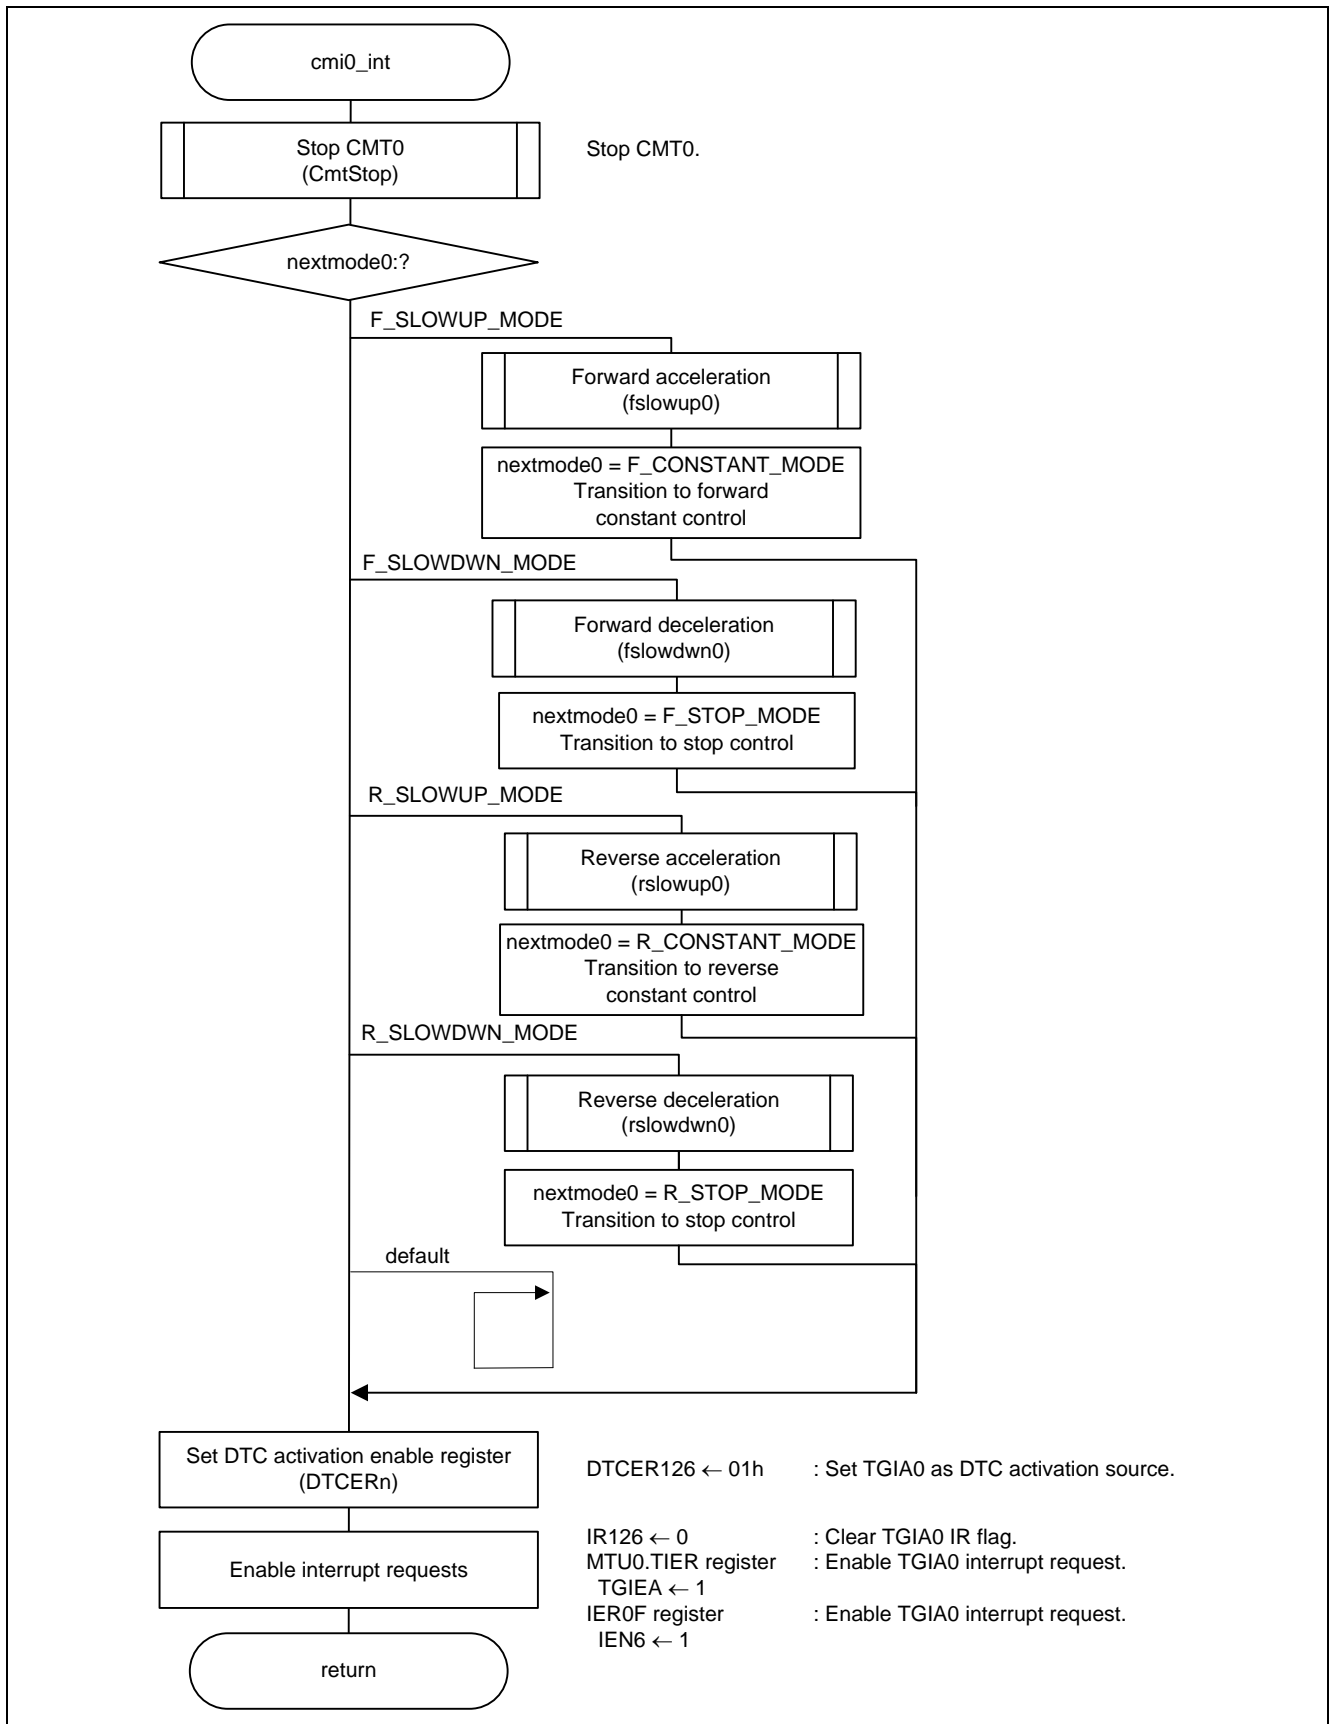 cmi0_int
Stop CMT0
(CmtStop)
Stop CMT0.
nextmode0:?
F_SLOWUP_MODE
Forward acceleration
(fslowup0)
nextmode0 = F_CONSTANT_MODE
Transition to forward
constant control
F_SLOWDWN_MODE
Forward deceleration
(fslowdwn0)
nextmode0 = F_STOP_MODE
Transition to stop control
R_SLOWUP_MODE
Reverse acceleration
(rslowup0)
nextmode0 = R_CONSTANT_MODE
Transition to reverse
constant control
R_SLOWDWN_MODE
Reverse deceleration
(rslowdwn0)
nextmode0 = R_STOP_MODE
Transition to stop control
default
Set DTC activation enable register
(DTCERn)
DTCER126 ← 01h : Set TGIA0 as DTC activation source.
Enable interrupt requests
IR126 ← 0 : Clear TGIA0 IR flag.
MTU0.TIER register : Enable TGIA0 interrupt request.
TGIEA ← 1
IER0F register : Enable TGIA0 interrupt request.
IEN6 ← 1
return